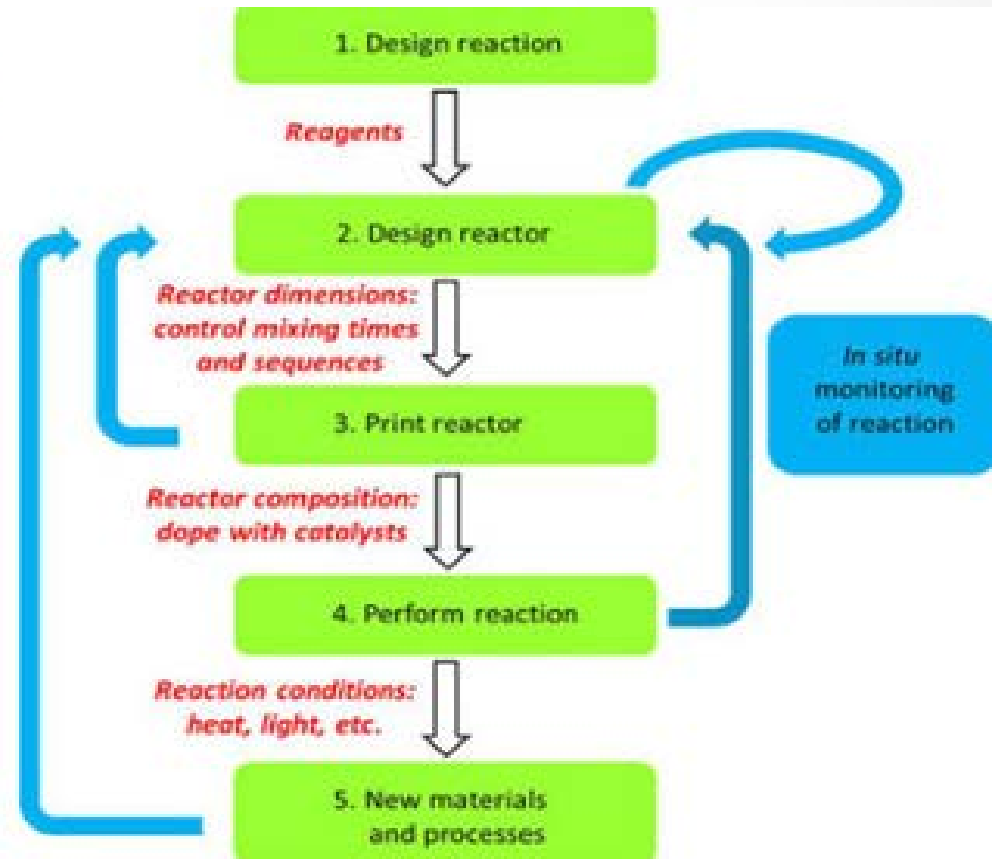 1. Design reaction
Reagents
2. Design reactor
Reactor dimensions:
control mixing times
and sequences
In situ
monitoring
of reaction
3. Print reactor
Reactor composition:
dope with catalysts
4. Perform reaction
Reaction conditions:
heat, light, etc.
5. New materials
and processes